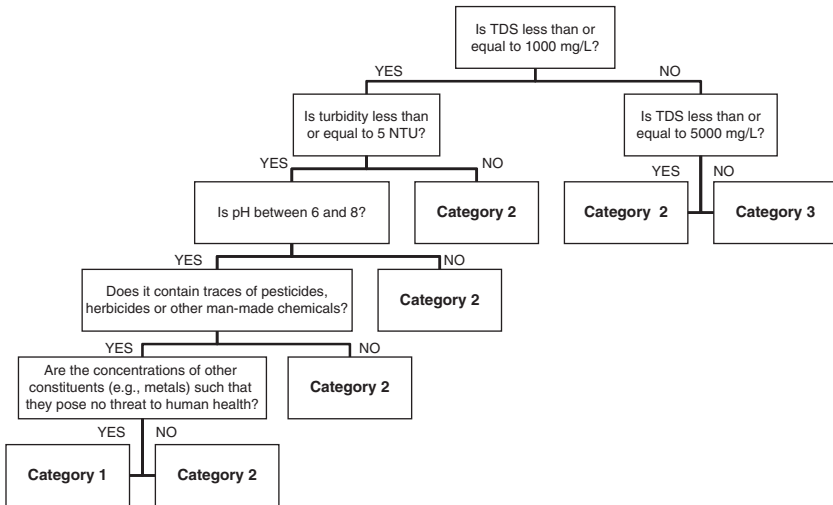 Is TDS less than or
equal to 1000 mg/L?
YES
NO
Is turbidity less than
or equal to 5 NTU?
Is TDS less than or
equal to 5000 mg/L?
YES
NO
YES
NO
Is pH between 6 and 8?
Category 2
Category 2
Category 3
YES
NO
Does it contain traces of pesticides,
herbicides or other man-made chemicals?
Category 2
YES
NO
Are the concentrations of other
constituents (e.g., metals) such that
they pose no threat to human health?
Category 2
YES
NO
Category 1
Category 2